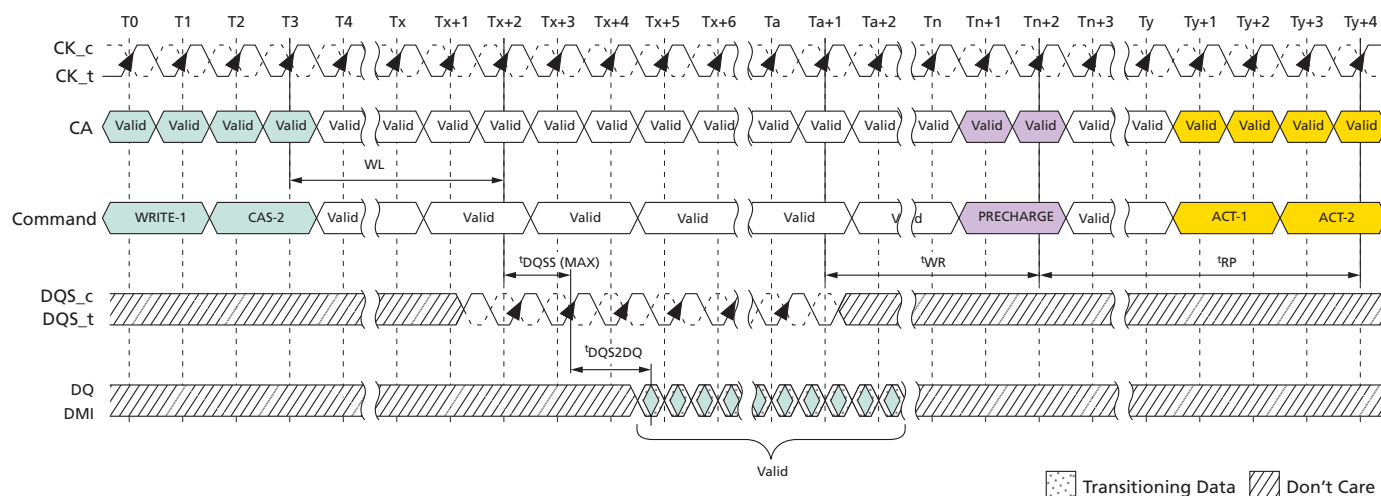 T0 T1 T2 T3 T4 Tx Tx+1 Tx+2 Tx+3 Tx+4 Tx+5 Tx+6 Ta Ta+1 Ta+2 Tn Tn+1 Tn+2 Tn+3 Ty Ty+1 Ty+2 Ty+3 Ty+4
CK_c
CK_t
CA Valid Valid Valid Valid Valid Valid Valid Valid Valid Valid Valid Valid Valid Valid Valid Valid Valid Valid Valid Valid Valid Valid Valid Valid
WL
Command WRITE-1 CAS-2 Valid Valid Valid Valid Valid PRECHARGE Valid ACT-1 ACT-2
tDQSS (MAX) tWR tRP
DQS_c
DQS_t
tDQS2DQ
DQ
DMI
Valid
Transitioning Data Don't Care